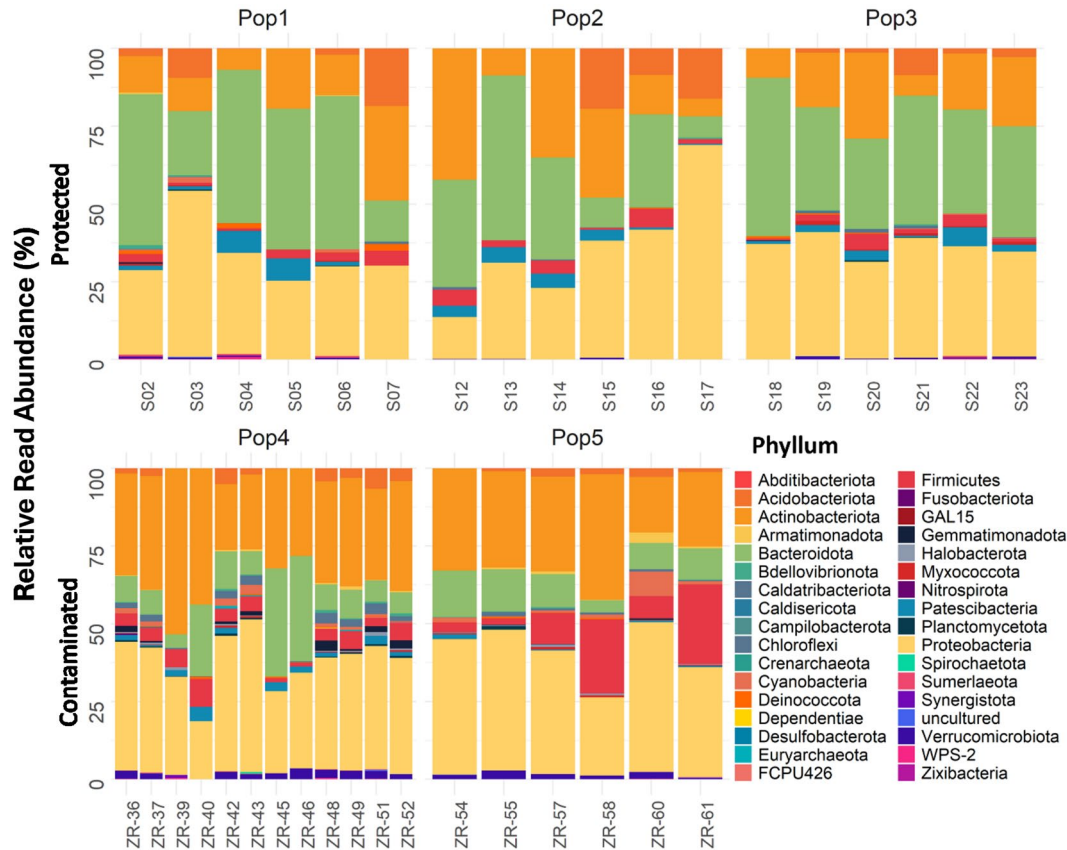 Pop1
Pop2
Pop3
Relative Read Abundance (%)
Protected
100
75
50
25
0
S02
S03
S04
S05
S06
S07
S12
S13
S14
S15
S16
S17
S18
S19
S20
S21
S22
S23
Pop4
Pop5
Contaminated
100
75
50
25
0
ZR-36
ZR-37
ZR-39
ZR-40
ZR-42
ZR-43
ZR-45
ZR-46
ZR-48
ZR-49
ZR-51
ZR-52
ZR-54
ZR-55
ZR-57
ZR-58
ZR-60
ZR-61
Phyllum
Abditibacteriota
Acidobacteriota
Actinobacteriota
Armatimonadota
Bacteroidota
Bdellovibrionota
Caldatribacteriota
Caldisericota
Campilobacterota
Chloroflexi
Crenarchaeota
Cyanobacteria
Deinococcota
Dependentiae
Desulfobacterota
Euryarchaeota
FCPU426
Firmicutes
Fusobacteriota
GAL15
Gemmatimonadota
Halobacterota
Myxococcota
Nitrospirota
Patescibacteria
Planctomycetota
Proteobacteria
Spirochaetota
Sumerlaeota
Synergistota
uncultured
Verrucomicrobiota
WPS-2
Zixibacteria